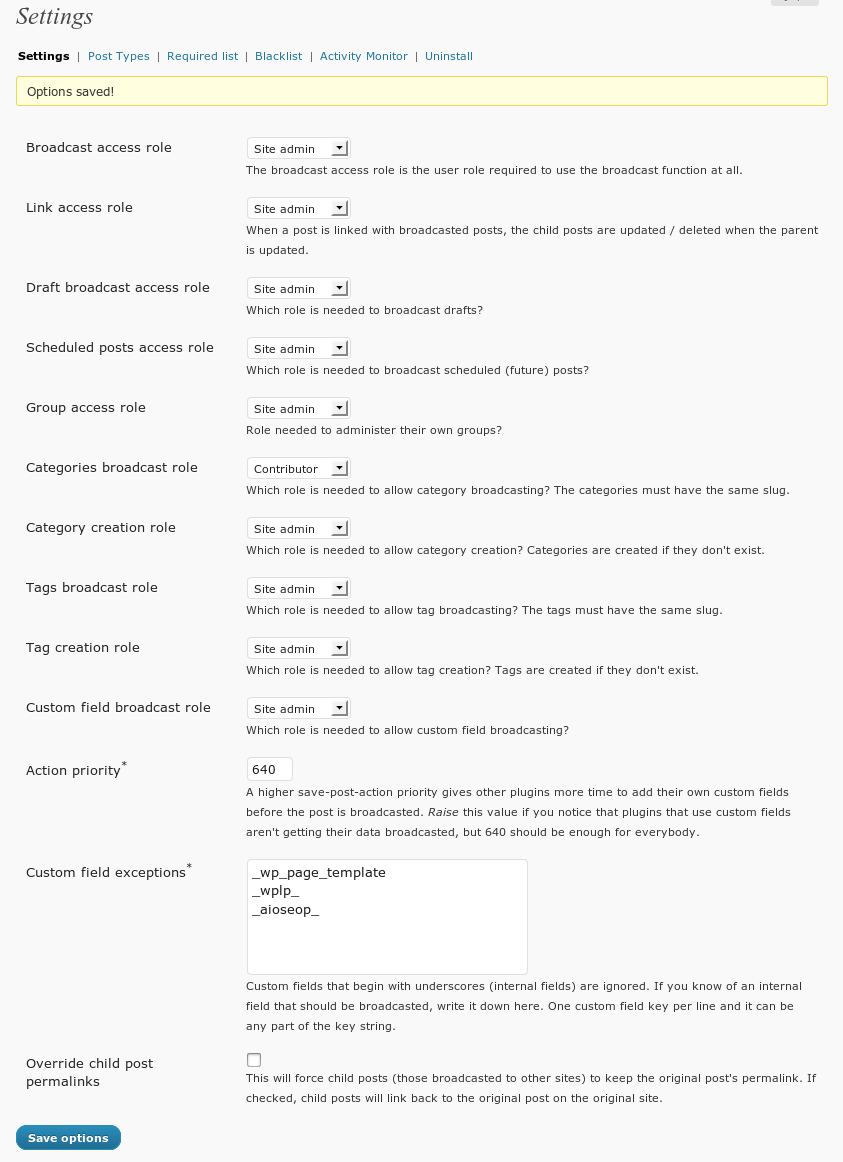 Settings
Settings | Post Types | Required list | Blacklist | Activity Monitor | Uninstall
Options saved!
Broadcast access role
Site admin
The broadcast access role is the user role required to use the broadcast function at all.
Link access role
Site admin
When a post is linked with broadcasted posts, the child posts are updated / deleted when the parent
is updated.
Draft broadcast access role
Site admin
Which role is needed to broadcast drafts?
Scheduled posts access role
Site admin
Which role is needed to broadcast scheduled (future) posts?
Group access role
Site admin
Role needed to administer their own groups?
Categories broadcast role
Contributor
Which role is needed to allow category broadcasting? The categories must have the same slug.
Category creation role
Site admin
Which role is needed to allow category creation? Categories are created if they don't exist.
Tags broadcast role
Site admin
Which role is needed to allow tag broadcasting? The tags must have the same slug.
Tag creation role
Site admin
Which role is needed to allow tag creation? Tags are created if they don't exist.
Custom field broadcast role
Site admin
Which role is needed to allow custom field broadcasting?
Action priority*
640
A higher save-post-action priority gives other plugins more time to add their own custom fields
before the post is broadcasted. Raise this value if you notice that plugins that use custom fields
aren't getting their data broadcasted, but 640 should be enough for everybody.
Custom field exceptions*
_wp_page_template
_wplp_
_aioseop_
Custom fields that begin with underscores (internal fields) are ignored. If you know of an internal
field that should be broadcasted, write it down here. One custom field key per line and it can be
any part of the key string.
Override child post
permalinks
This will force child posts (those broadcasted to other sites) to keep the original post's permalink. If
checked, child posts will link back to the original post on the original site.
Save options